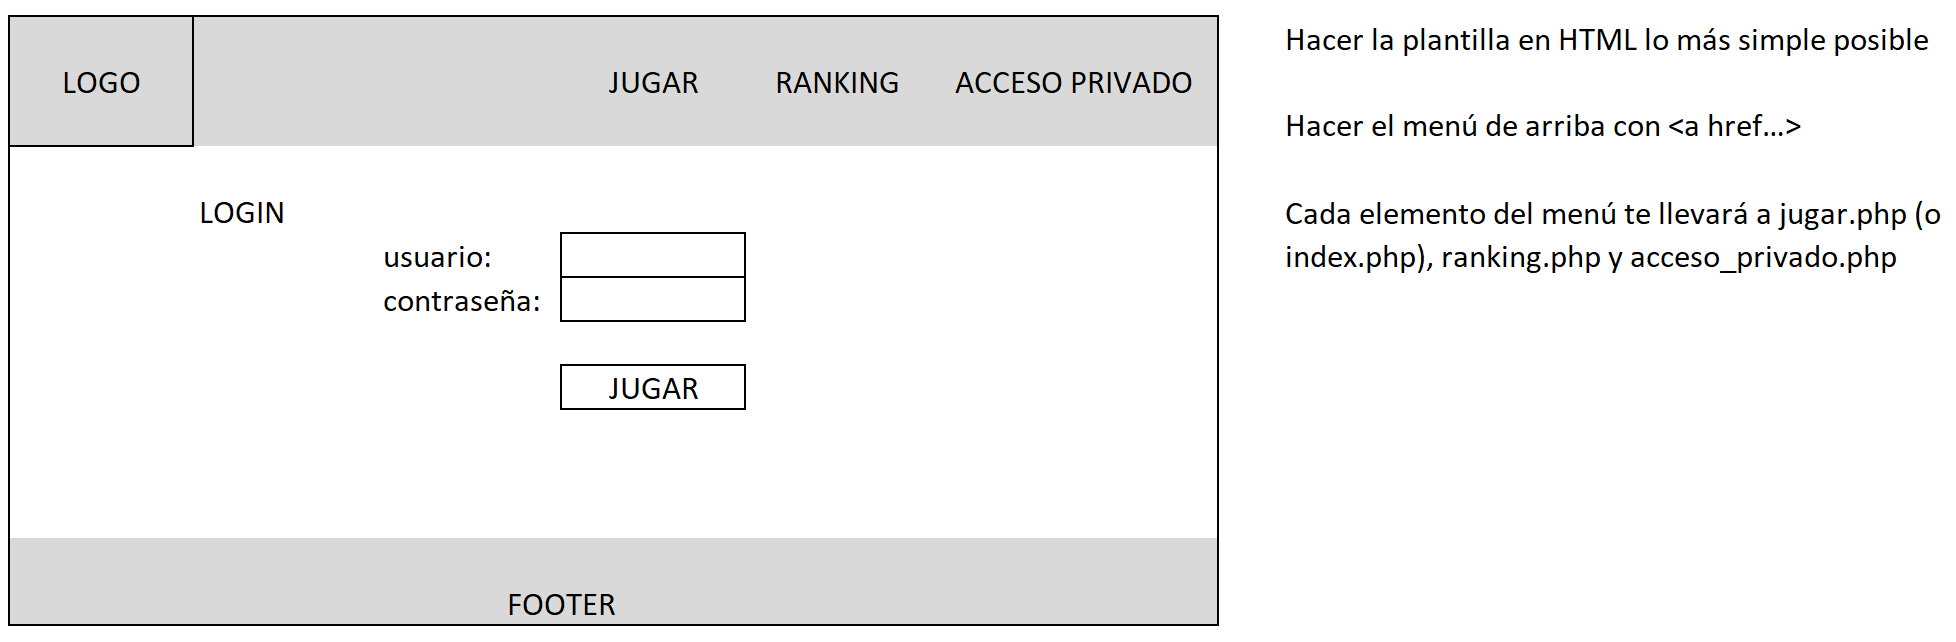 LOGO
JUGAR
RANKING
ACCESO PRIVADO
LOGIN
usuario:
contraseña:
JUGAR
FOOTER
Hacer la plantilla en HTML lo más simple posible
Hacer el menú de arriba con <a href...>
Cada elemento del menú te llevará a jugar.php (o
index.php), ranking.php y acceso_privado.php